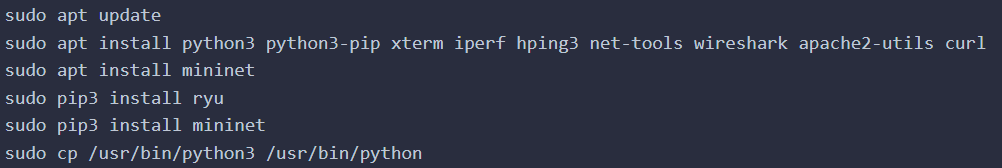 sudo apt update
sudo apt install python3 python3-pip xterm iperf hping3 net-tools wireshark apache2-utils curl
sudo apt install mininet
sudo pip3 install ryu
sudo pip3 install mininet
sudo cp /usr/bin/python3 /usr/bin/python